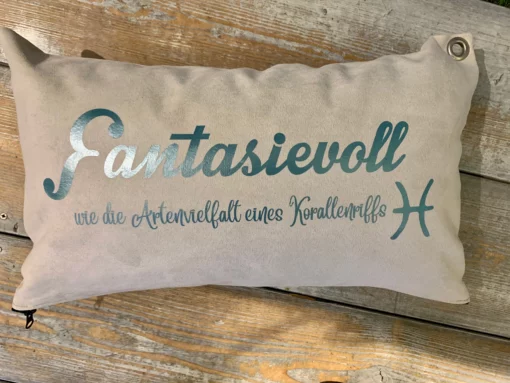 Fantasievoll
wie die Artenvielfalt eines Korallenriffs ♓